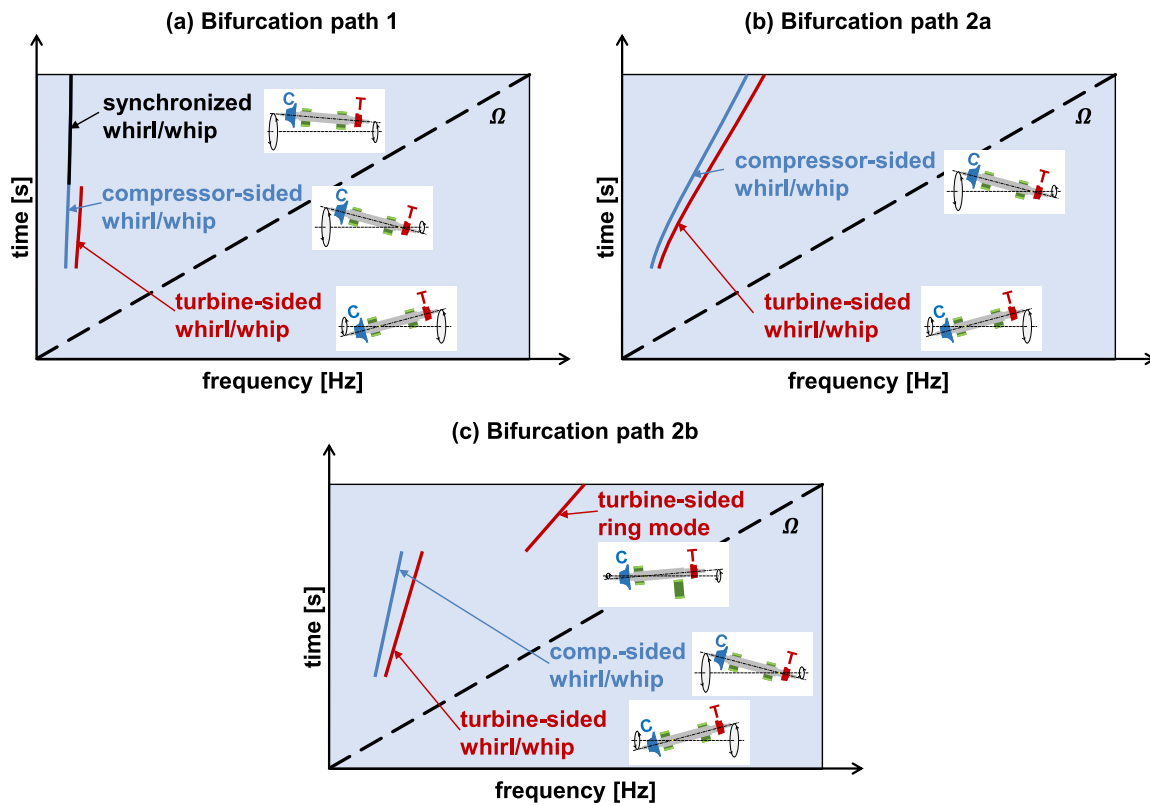 (a) Bifurcation path 1
time [s]
synchronized
whirl/whip
C
T
Ω
compressor-sided
whirl/whip
C
T
turbine-sided
whirl/whip
C
T
frequency [Hz]
(b) Bifurcation path 2a
time [s]
Ω
compressor-sided
whirl/whip
C
T
turbine-sided
whirl/whip
C
T
frequency [Hz]
(c) Bifurcation path 2b
time [s]
turbine-sided
ring mode
Ω
C
T
comp.-sided
whirl/whip
C
T
turbine-sided
whirl/whip
C
T
frequency [Hz]